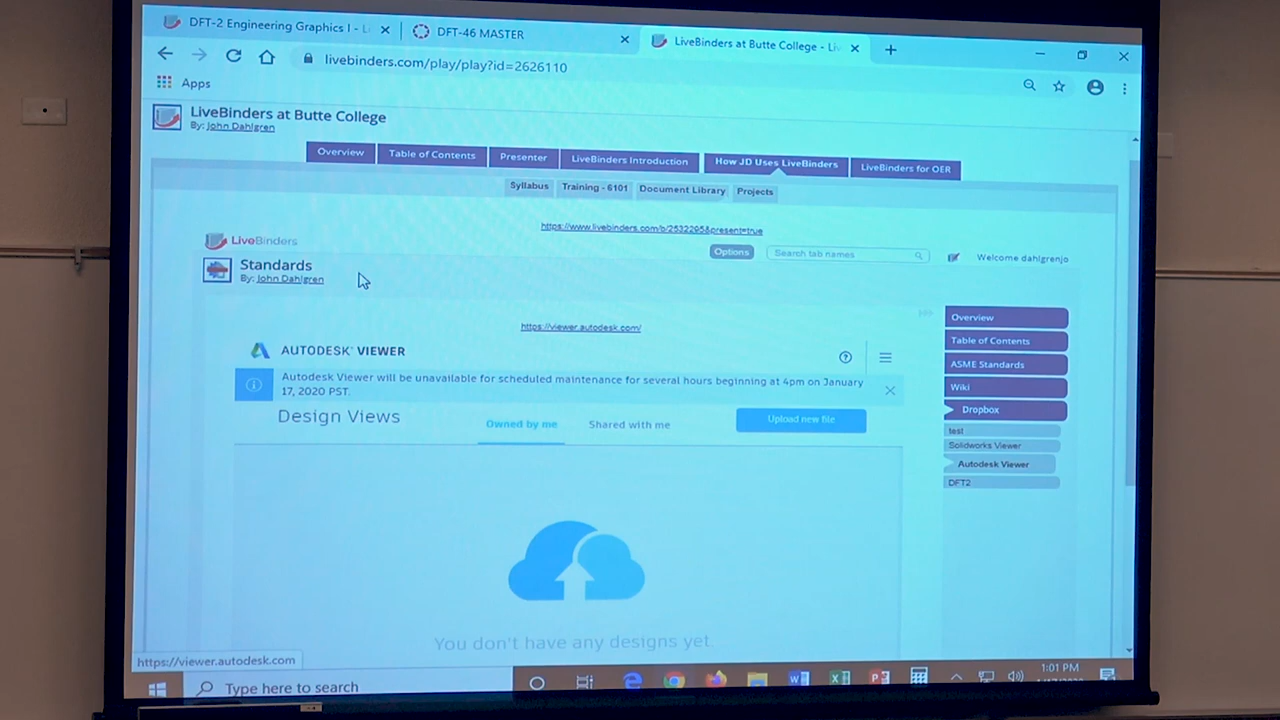 DFT-2 Engineering Graphics I - Li
DFT-46 MASTER
LiveBinders at Butte College - Liv
livebinders.com/play/play?id=2626110
Apps
LiveBinders at Butte College
By: John Dahlgren
Overview
Table of Contents
Presenter
LiveBinders Introduction
How JD Uses LiveBinders
LiveBinders for OER
Syllabus
Training - 6101
Document Library
Projects
https://www.livebinders.com/b/2532205&present=true
LiveBinders
Options
Search tab names
Welcome dahlgrenjo
Standards
By: John Dahlgren
https://viewer.autodesk.com/
Overview
Table of Contents
ASME Standards
Wiki
Dropbox
test
Solidworks Viewer
Autodesk Viewer
DFT2
AUTODESK® VIEWER
Autodesk Viewer will be unavailable for scheduled maintenance for several hours beginning at 4pm on January
17, 2020 PST.
Design Views
Owned by me
Shared with me
Upload new file
You don't have any designs yet
https://viewer.autodesk.com
Type here to search
1:01 PM